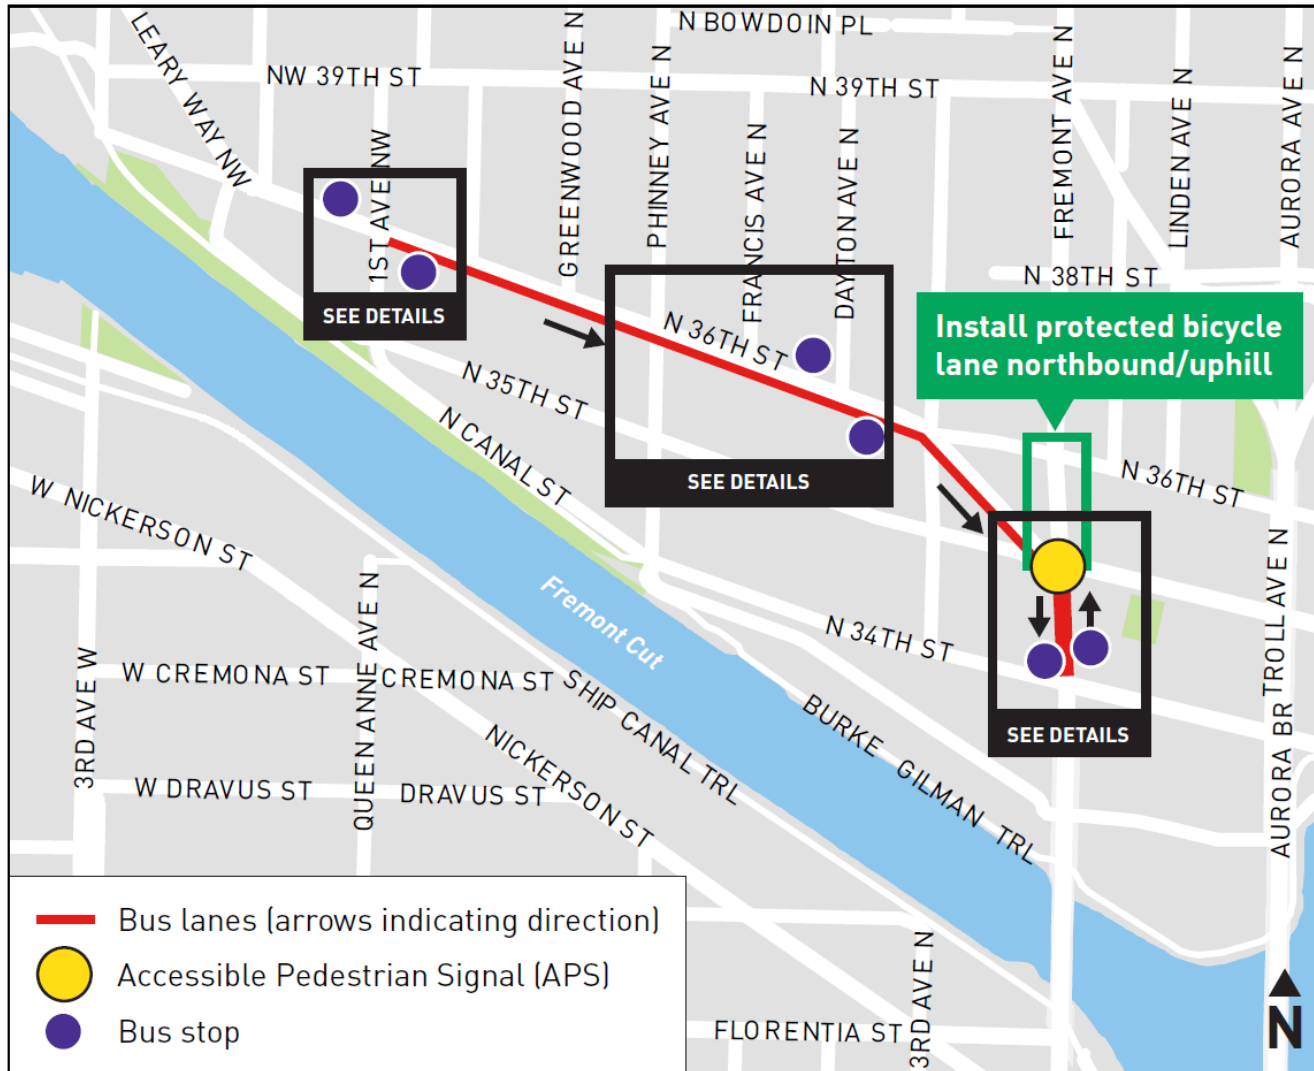 N BOWDOIN PL
LEARY WAY NW
NW 39TH ST
N 39TH ST
1ST AVE NW
GREENWOOD AVE N
PHINNEY AVE N
FRANCIS AVE N
DAYTON AVE N
FREMONT AVE N
LINDEN AVE N
AURORA AVE N
N 38TH ST
SEE DETAILS
Install protected bicycle
lane northbound/uphill
N 36TH ST
N 35TH ST
N CANAL ST
SEE DETAILS
N 36TH ST
W NICKERSON ST
Fremont Cut
N 34TH ST
TROLL AVE N
3RD AVE W
W CREMONA ST
QUEEN ANNE AVE N
CREMONA ST
SHIP CANAL TRL
BURKE GILMAN TRL
SEE DETAILS
AURORA BR
W DRAVUS ST
DRAVUS ST
NICKERSON ST
Bus lanes (arrows indicating direction)
Accessible Pedestrian Signal (APS)
Bus stop
3RD AVE N
FLORENTIA ST
N